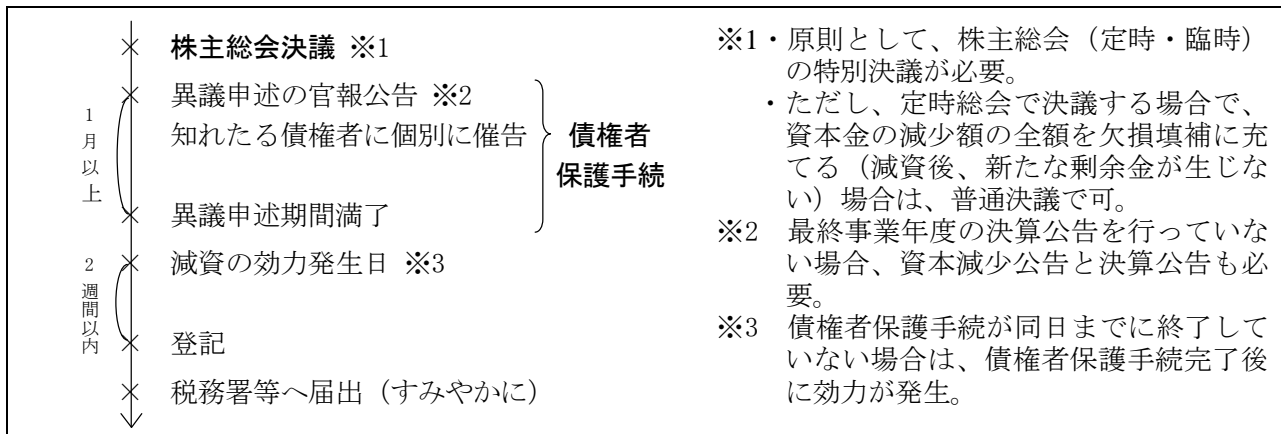 株主総会決議 ※1
異議申述の官報公告 ※2
知れたる債権者に個別に催告
債権者
保護手続
1月以上
異議申述期間満了
減資の効力発生日 ※3
2週間以内
登記
税務署等へ届出（すみやかに）
※1・原則として、株主総会（定時・臨時）
の特別決議が必要。
・ただし、定時総会で決議する場合で、
資本金の減少額の全額を欠損填補に充
てる（減資後、新たな剰余金が生じな
い）場合は、普通決議で可。
※2 最終事業年度の決算公告を行っていな
い場合、資本減少公告と決算公告も必
要。
※3 債権者保護手続が同日までに終了して
いない場合は、債権者保護手続完了後
に効力が発生。